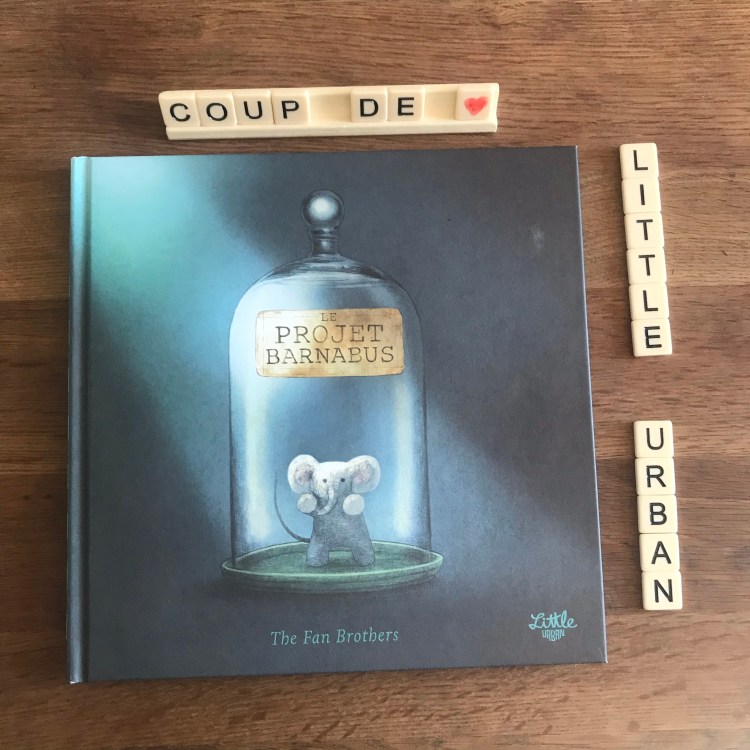 COUP DE ♥
LE
PROJET
BARNABUS
The Fan Brothers
Little
URBAN
LITTLE
URBAN